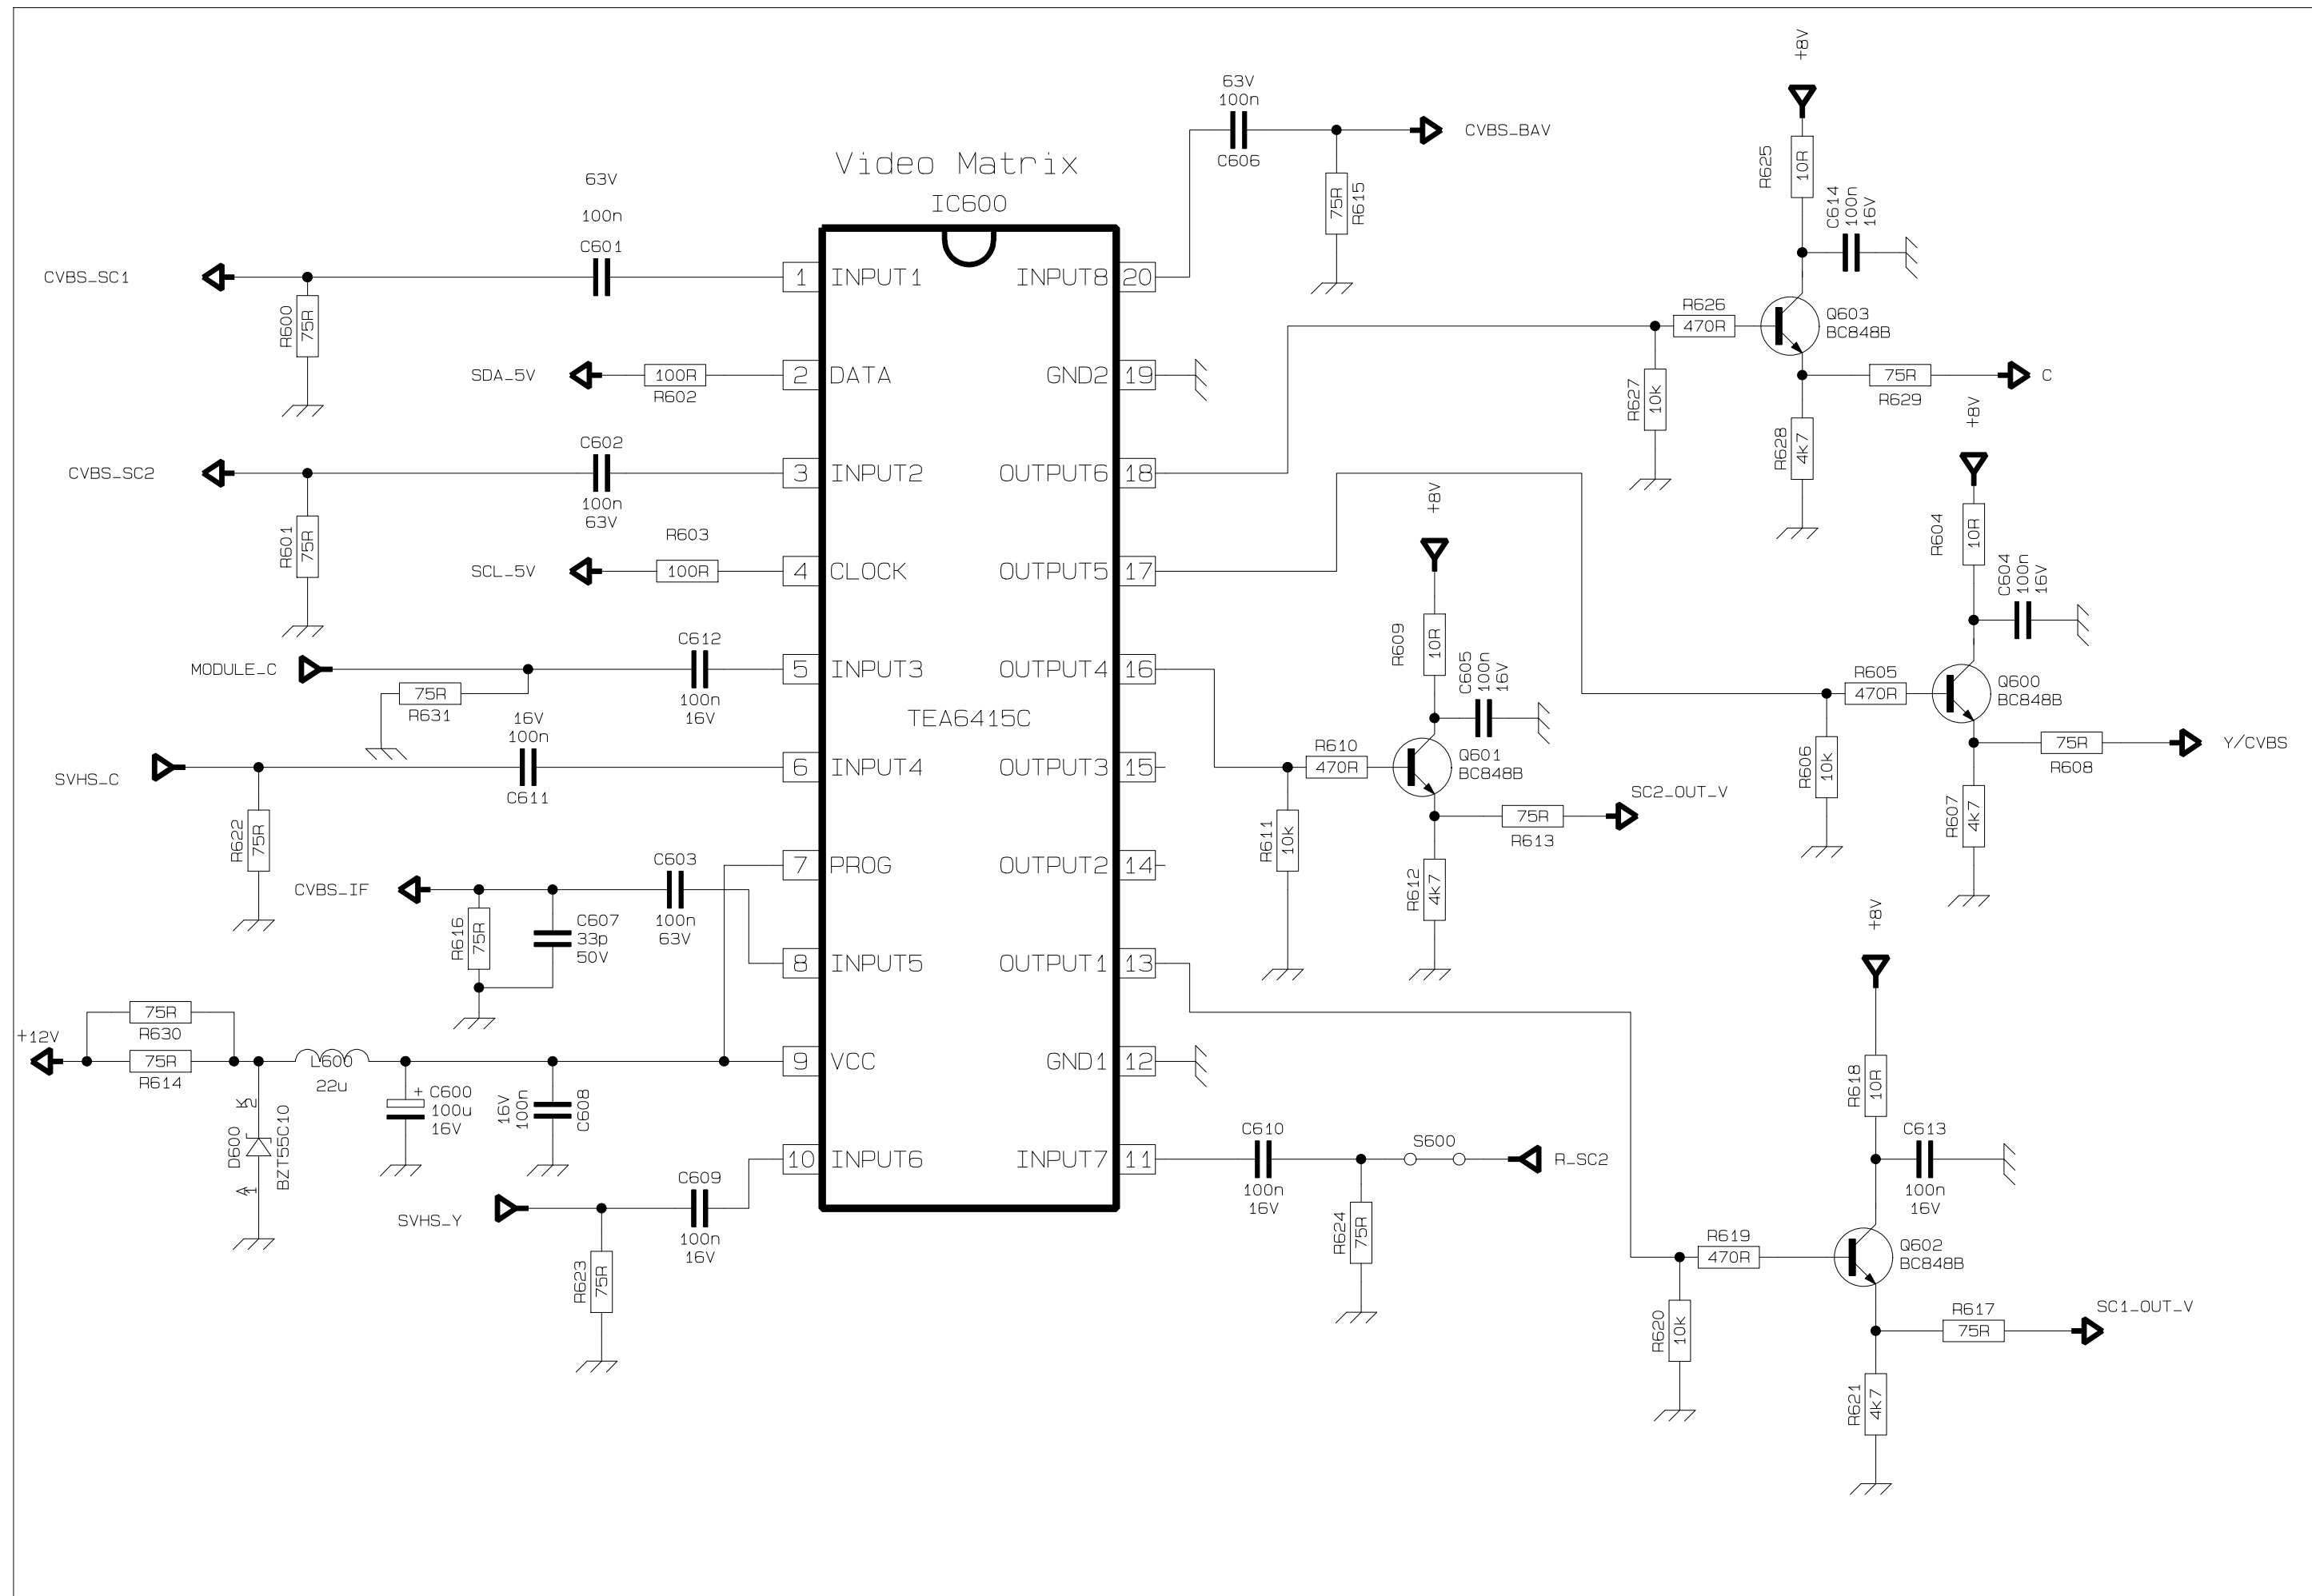 Video Matrix
IC600
TEA6415C
1 INPUT1
2 DATA
3 INPUT2
4 CLOCK
5 INPUT3
6 INPUT4
7 PROG
8 INPUT5
9 VCC
10 INPUT6
INPUT8 20
GND2 19
OUTPUT6 18
OUTPUT5 17
OUTPUT4 16
OUTPUT3 15
OUTPUT2 14
OUTPUT1 13
GND1 12
INPUT7 11
CVBS_SC1
R600
75R
63V
100n
C601
SDA_5V
100R
R602
CVBS_SC2
R601
75R
C602
100n
63V
SCL_5V
R603
100R
MODULE_C
75R
R631
C612
100n
16V
SVHS_C
R622
75R
16V
100n
C611
CVBS_IF
R616
75R
C607
33p
50V
C603
100n
63V
+12V
75R
R630
75R
R614
L600
22u
K
2
D600
BZT55C10
A
1
+ C600
100u
16V
16V
100n
C608
SVHS_Y
R623
75R
C609
100n
16V
63V
100n
C606
75R
R615
CVBS_BAV
+8V
R625
10R
C614
100n
16V
R626
470R
R627
10k
Q603
BC848B
R628
4k7
75R
R629
C
+8V
R604
10R
C604
100n
16V
R605
470R
R606
10k
Q600
BC848B
R607
4k7
75R
R608
Y/CVBS
+8V
R609
10R
C605
100n
16V
R610
470R
R611
10k
Q601
BC848B
R612
4k7
75R
R613
SC2_OUT_V
+8V
R618
10R
C613
100n
16V
R619
470R
R620
10k
Q602
BC848B
R621
4k7
R617
75R
SC1_OUT_V
C610
100n
16V
R624
75R
S600
R_SC2